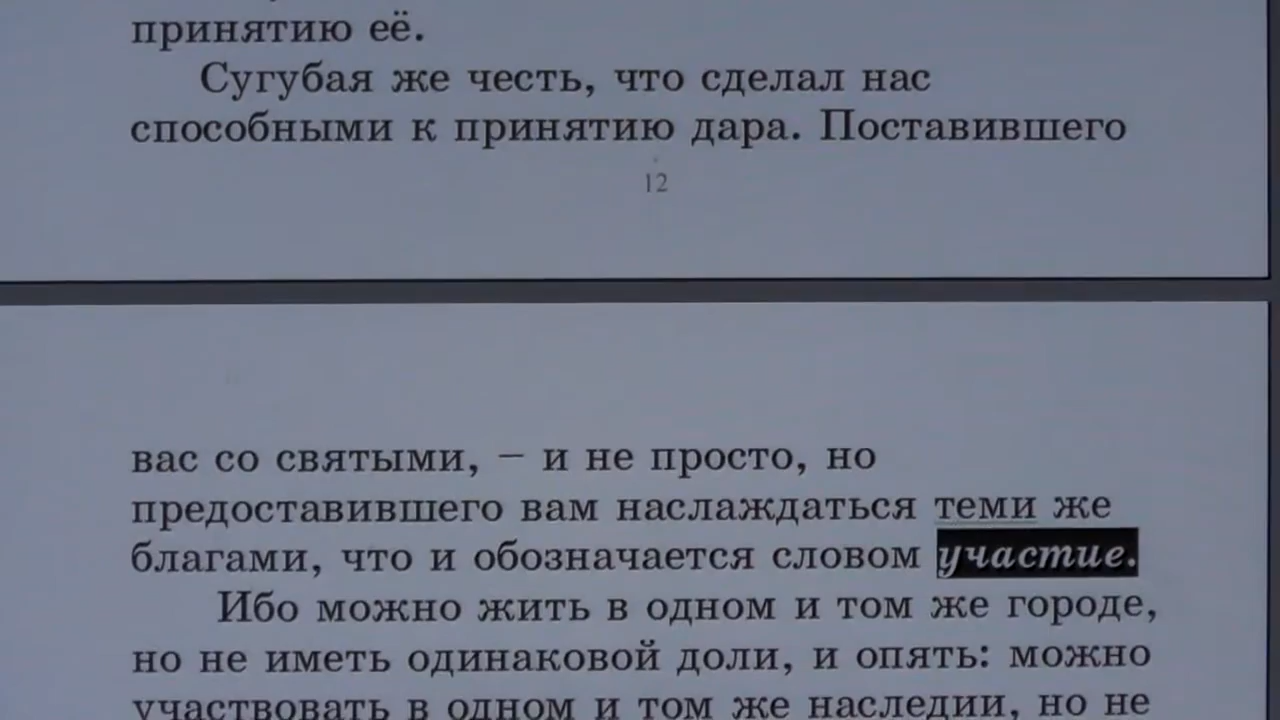 принятию её.
Сугубая же честь, что сделал нас
способными к принятию дара. Поставившего
12
вас со святыми, – и не просто, но
предоставившего вам наслаждаться теми же
благами, что и обозначается словом участие.
Ибо можно жить в одном и том же городе,
но не иметь одинаковой доли, и опять: можно
участвовать в одном и том же наследии, но не